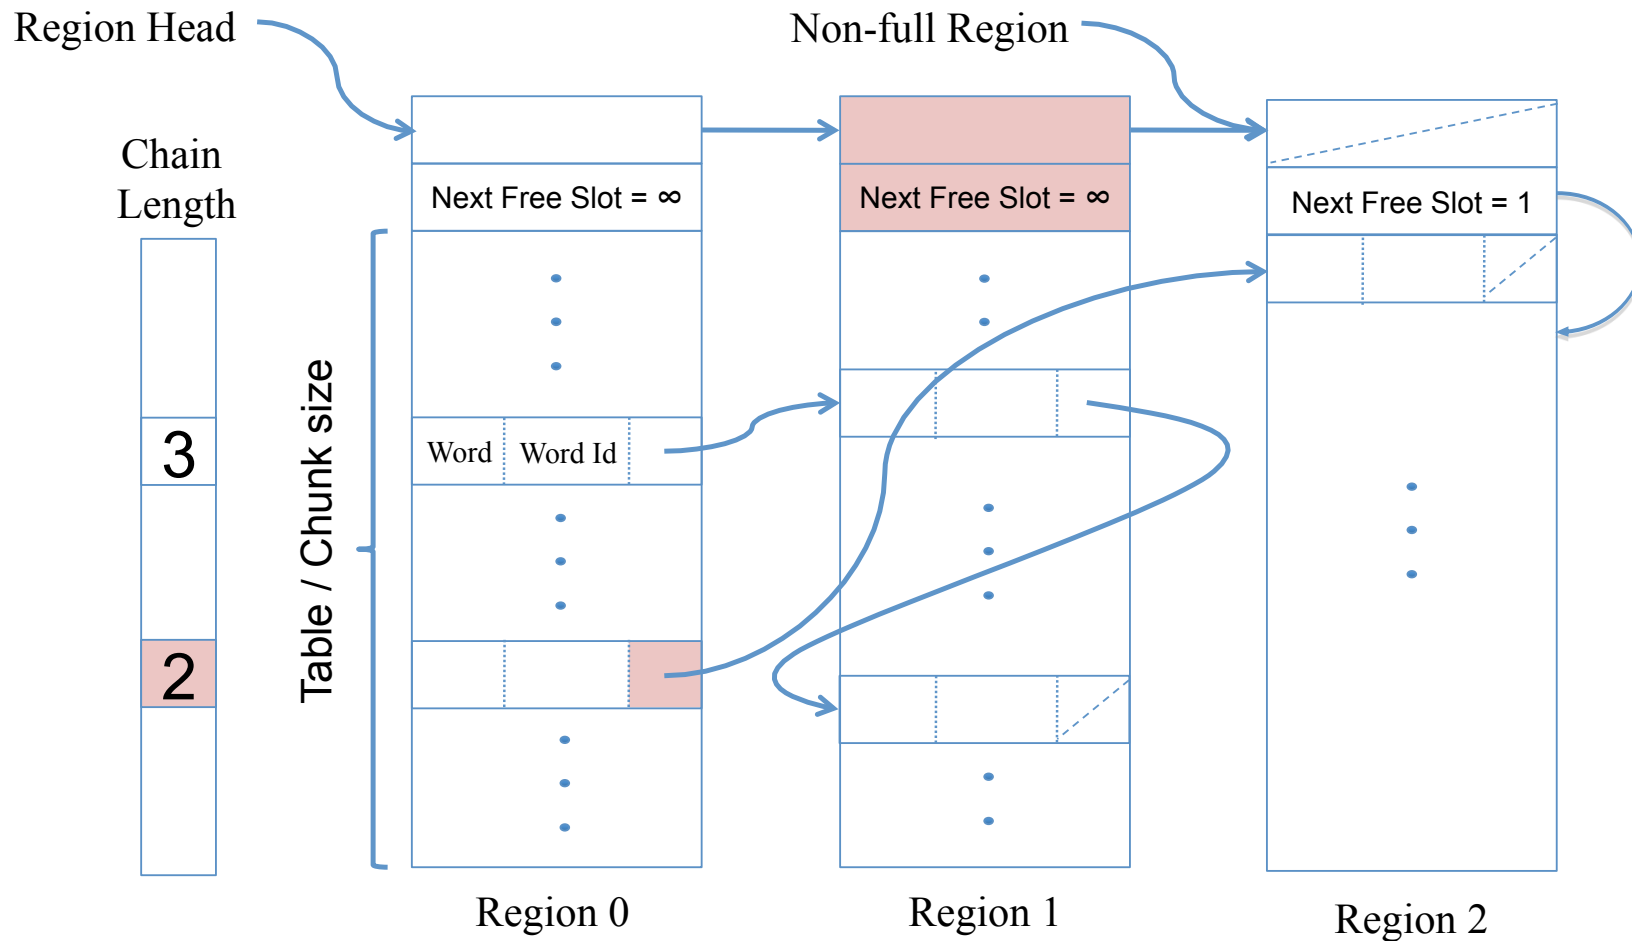 Region Head
Non-full Region
Chain
Length
Next Free Slot = ∞
Next Free Slot = ∞
Next Free Slot = 1
Table / Chunk size
3
Word
Word Id
2
Region 0
Region 1
Region 2